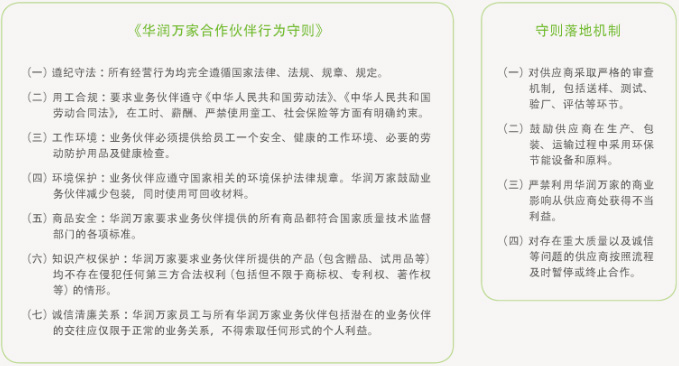 《华润万家合作伙伴行为守则》
（一）遵纪守法：所有经营行为均完全遵循国家法律、法规、规章、规定。
（二）用工合规：要求业务伙伴遵守《中华人民共和国劳动法》、《中华人民共和国
劳动合同法》，在工时、薪酬、严禁使用童工、社会保险等方面有明确约束。
（三）工作环境：业务伙伴必须提供给员工一个安全、健康的工作环境、必要的劳
动防护用品及健康检查。
（四）环境保护：业务伙伴应遵守国家相关的环境保护法律规章。华润万家鼓励业
务伙伴减少包装，同时使用可回收材料。
（五）商品安全：华润万家要求业务伙伴提供的所有商品都符合国家质量技术监督
部门的各项标准。
（六）知识产权保护：华润万家要求业务伙伴所提供的产品（包含赠品、试用品等）
均不存在侵犯任何第三方合法权利（包括但不限于商标权、专利权、著作权
等）的情形。
（七）诚信清廉关系：华润万家员工与所有华润万家业务伙伴包括潜在的业务伙伴
的交往应仅限于正常的业务关系，不得索取任何形式的个人利益。
守则落地机制
（一）对供应商采取严格的审查
机制，包括送样、测试、
验厂、评估等环节。
（二）鼓励供应商在生产、包
装、运输过程中采用环保
节能设备和原料。
（三）严禁利用华润万家的商业
影响从供应商处获得不当
利益。
（四）对存在重大质量以及诚信
等问题的供应商按照流程
及时暂停或终止合作。